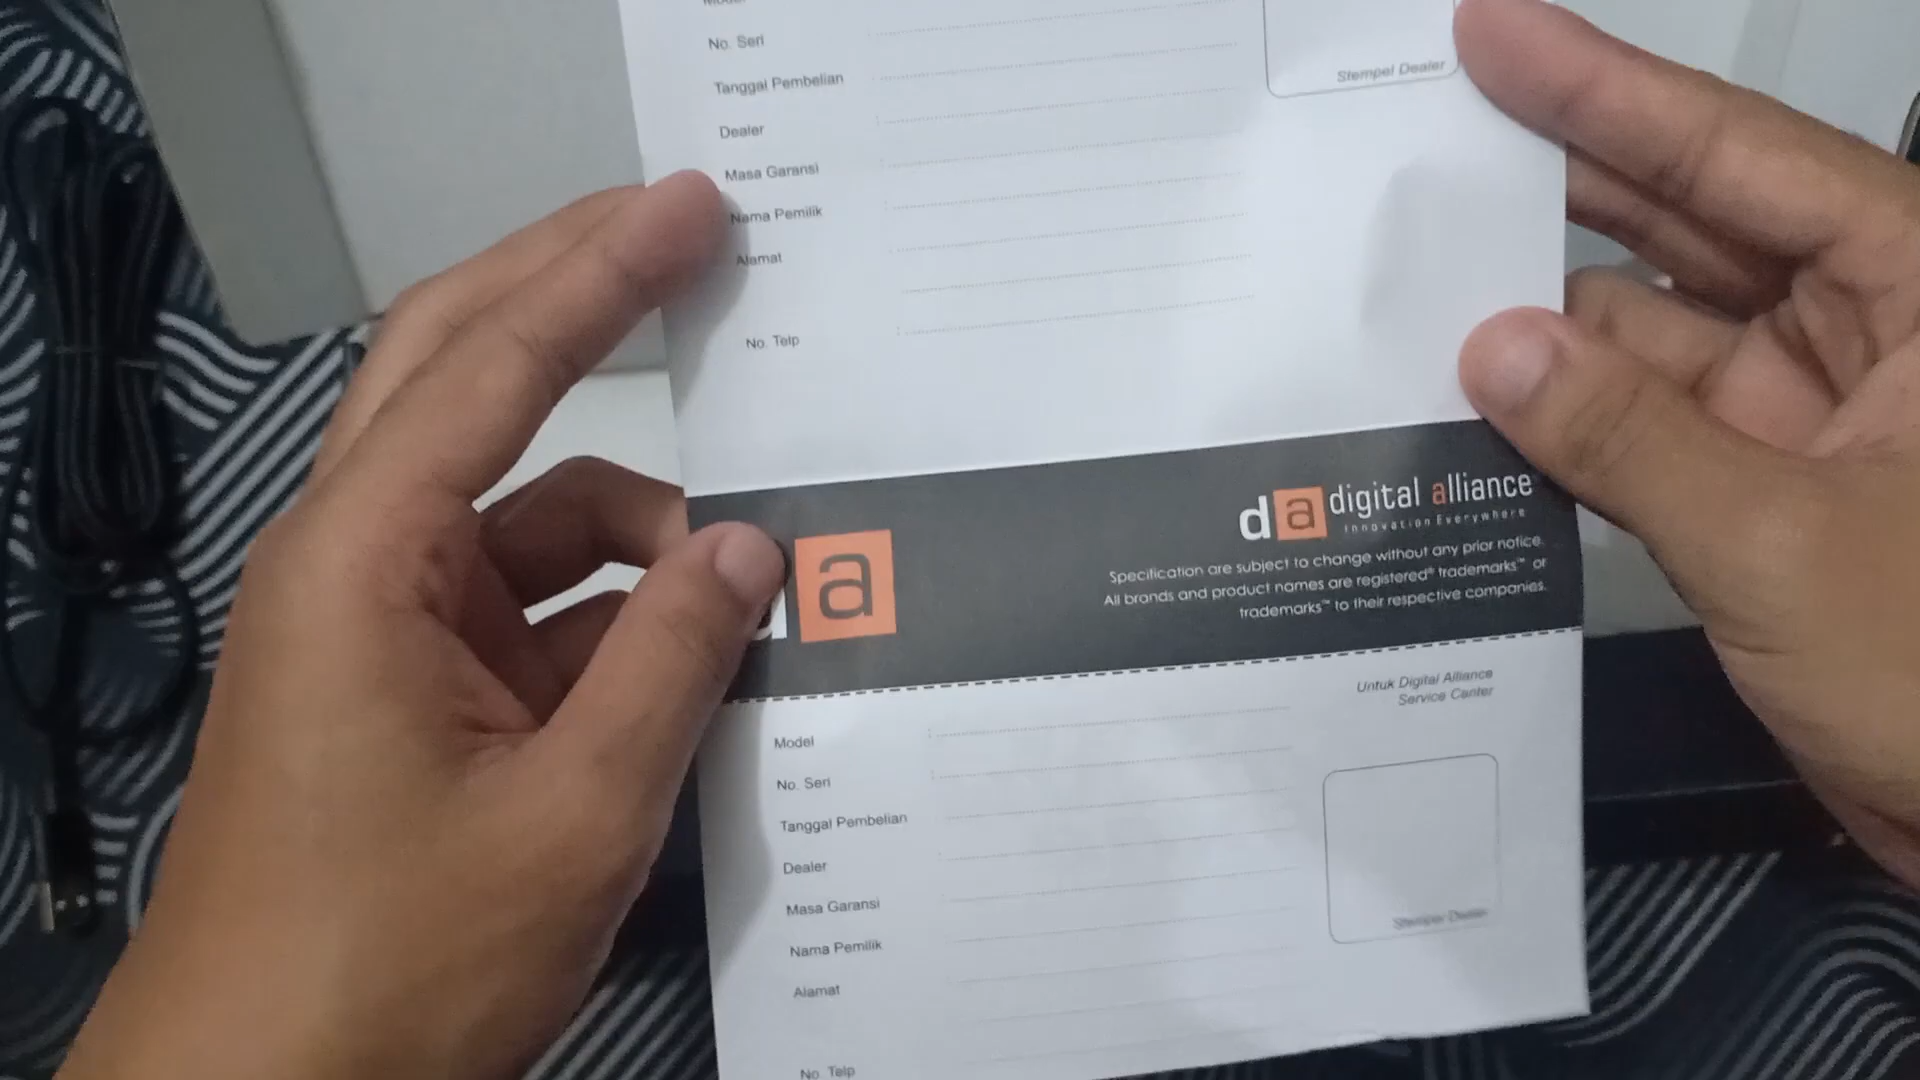 Model
No. Seri
Tanggal Pembelian
Dealer
Masa Garansi
Nama Pemilik
Alamat
No. Telp
Stempel Dealer
a
da digital alliance
Innovation Everywhere
Specification are subject to change without any prior notice.
All brands and product names are registered® trademarks™ or
trademarks™ to their respective companies.
Untuk Digital Alliance
Service Center
Model
No. Seri
Tanggal Pembelian
Dealer
Masa Garansi
Nama Pemilik
Alamat
No. Telp
Stempel Dealer